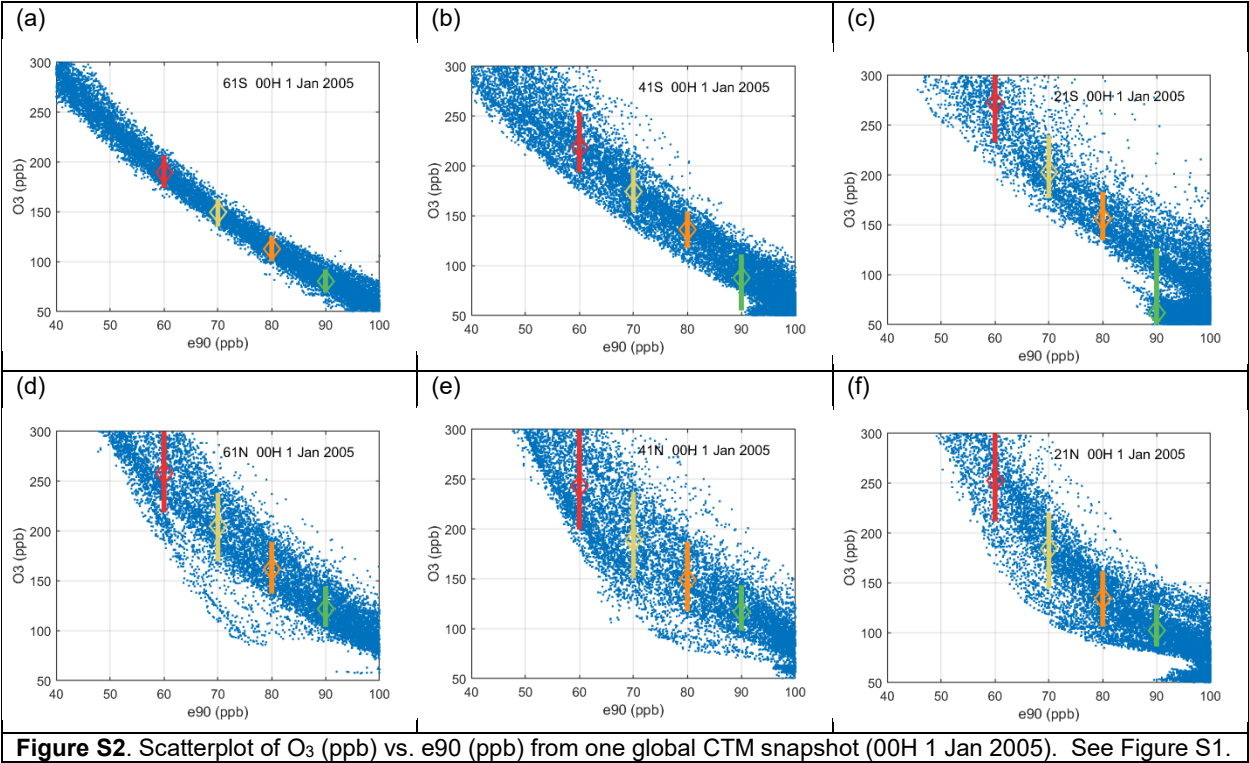 (a)
(b)
(c)
300
250
200
150
100
50
O3 (ppb)
61S 00H 1 Jan 2005
40 50 60 70 80 90 100
e90 (ppb)
300
250
200
150
100
50
O3 (ppb)
41S 00H 1 Jan 2005
40 50 60 70 80 90 100
e90 (ppb)
300
250
200
150
100
50
O3 (ppb)
21S 00H 1 Jan 2005
40 50 60 70 80 90 100
e90 (ppb)
(d)
(e)
(f)
300
250
200
150
100
50
O3 (ppb)
61N 00H 1 Jan 2005
40 50 60 70 80 90 100
e90 (ppb)
300
250
200
150
100
50
O3 (ppb)
41N 00H 1 Jan 2005
40 50 60 70 80 90 100
e90 (ppb)
300
250
200
150
100
50
O3 (ppb)
21N 00H 1 Jan 2005
40 50 60 70 80 90 100
e90 (ppb)
Figure S2. Scatterplot of O₃ (ppb) vs. e90 (ppb) from one global CTM snapshot (00H 1 Jan 2005). See Figure S1.